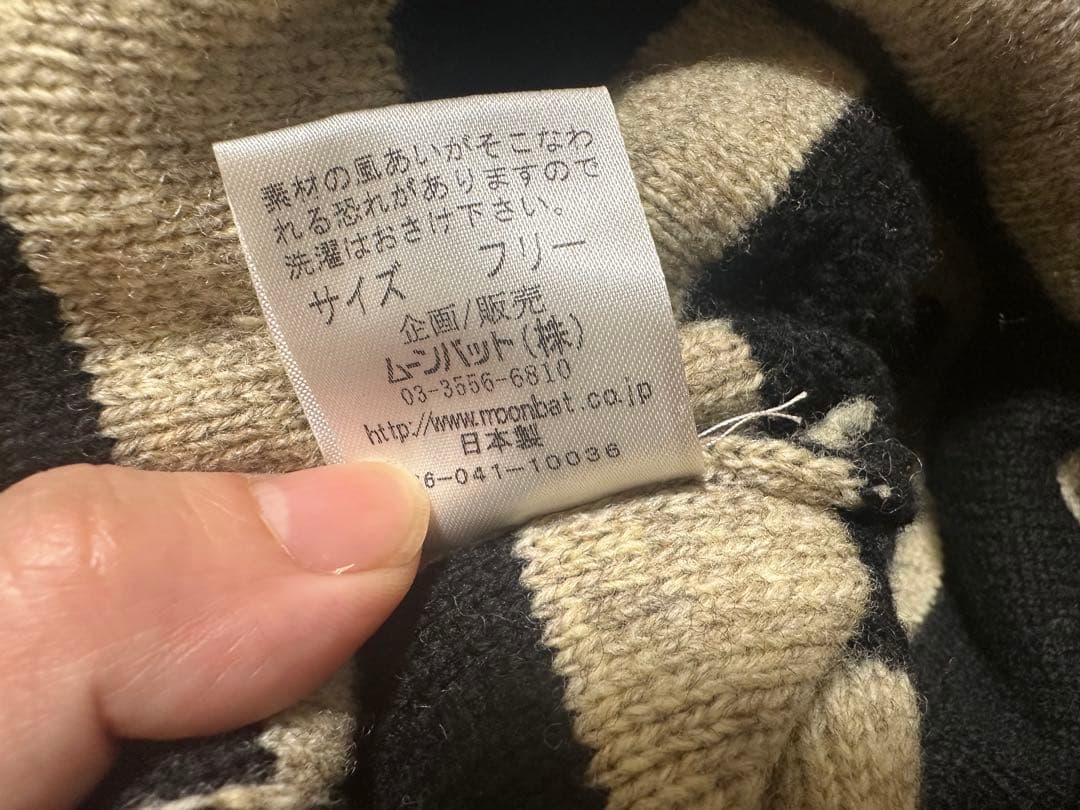 素材の風あいがそこなわ
れる恐れがありますので
洗濯はおさけ下さい。
サイズ フリー
企画/販売
ムーンバット(株)
03-3556-6810
http://www.moonbat.co.jp
日本製
6-041-10036